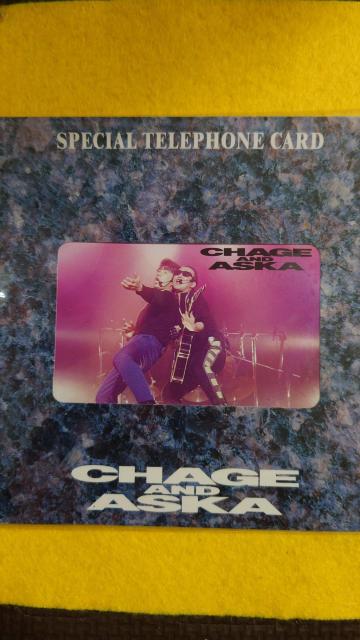 SPECIAL TELEPHONE CARD
CHAGE
AND
ASKA
CHAGE
AND
ASKA